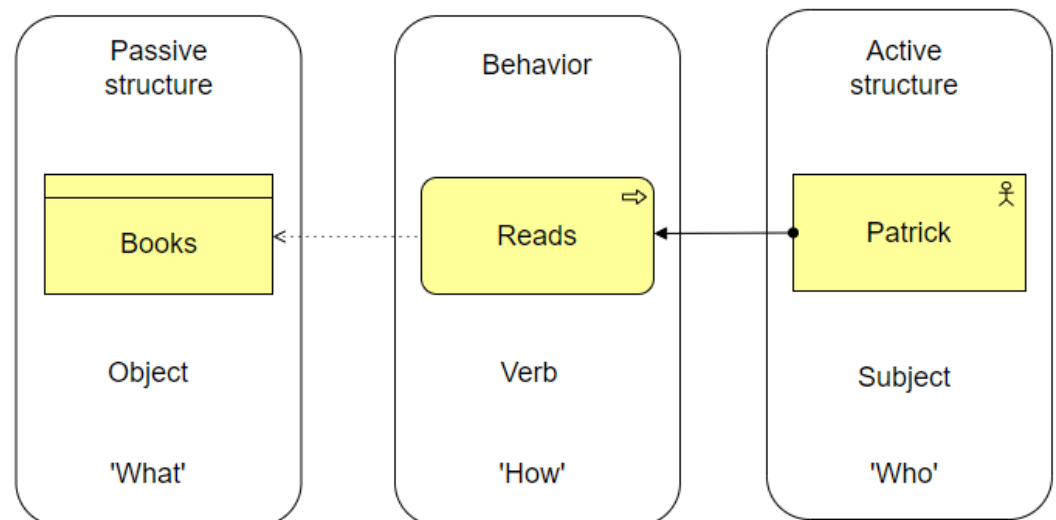 Passive
structure
Books
Object
'What'
Behavior
Reads
Verb
'How'
Active
structure
Patrick
Subject
'Who'